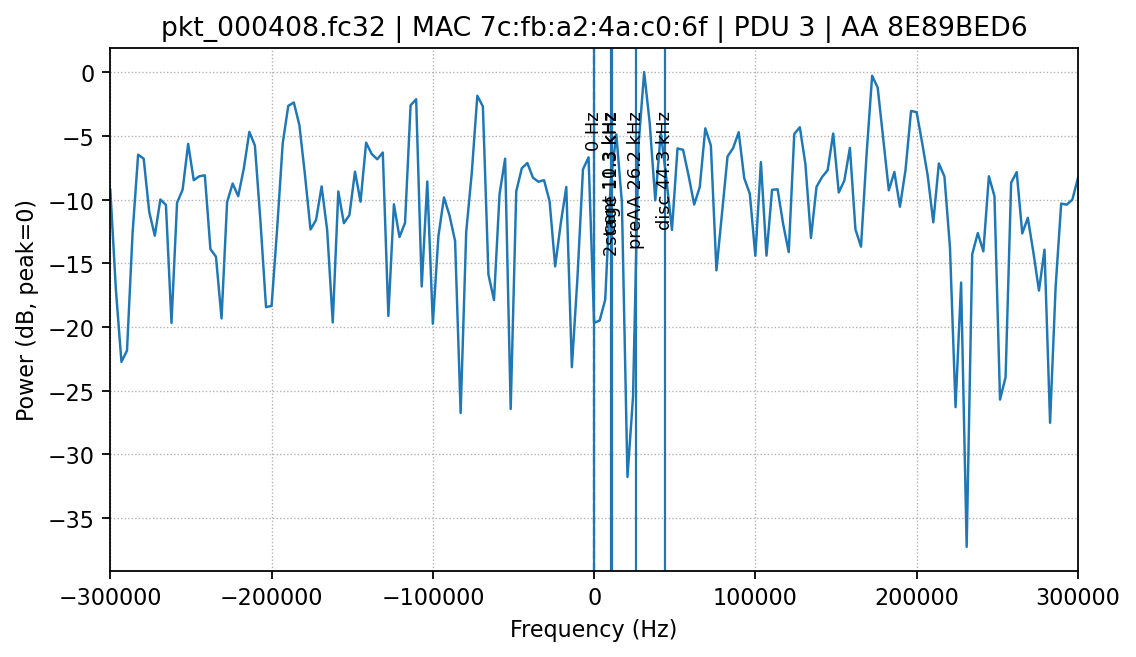 pkt_000408.fc32 | MAC 7c:fb:a2:4a:c0:6f | PDU 3 | AA 8E89BED6
Power (dB, peak=0)
0
−5
−10
−15
−20
−25
−30
−35
0 Hz
kHz
preAA 26.2 kHz
disc 44.3 kHz
−300000
−200000
−100000
0
100000
200000
300000
Frequency (Hz)